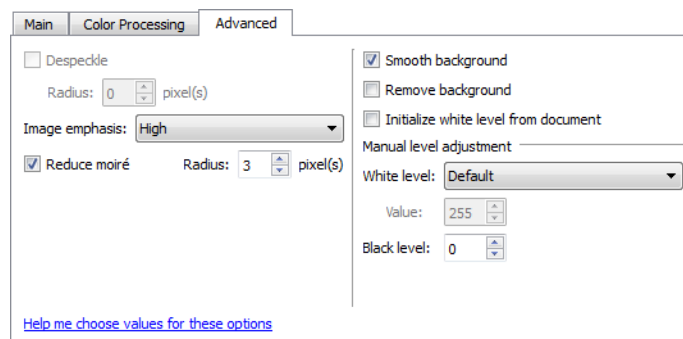 Main Color Processing Advanced
Despeckle
Radius: 0 pixel(s)
Image emphasis: High
Reduce moiré Radius: 3 pixel(s)
Smooth background
Remove background
Initialize white level from document
Manual level adjustment
White level: Default
Value: 255
Black level: 0
Help me choose values for these options